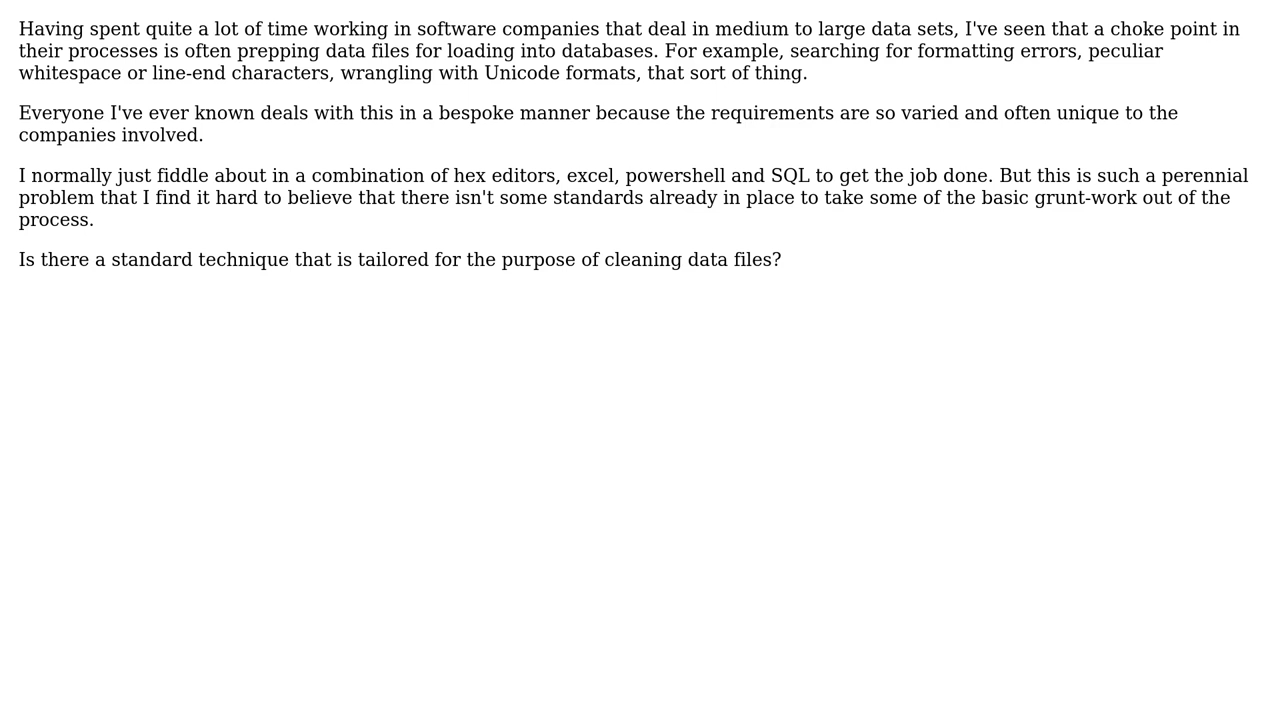 Having spent quite a lot of time working in software companies that deal in medium to large data sets, I've seen that a choke point in
their processes is often prepping data files for loading into databases. For example, searching for formatting errors, peculiar
whitespace or line-end characters, wrangling with Unicode formats, that sort of thing.
Everyone I've ever known deals with this in a bespoke manner because the requirements are so varied and often unique to the
companies involved.
I normally just fiddle about in a combination of hex editors, excel, powershell and SQL to get the job done. But this is such a perennial
problem that I find it hard to believe that there isn't some standards already in place to take some of the basic grunt-work out of the
process.
Is there a standard technique that is tailored for the purpose of cleaning data files?